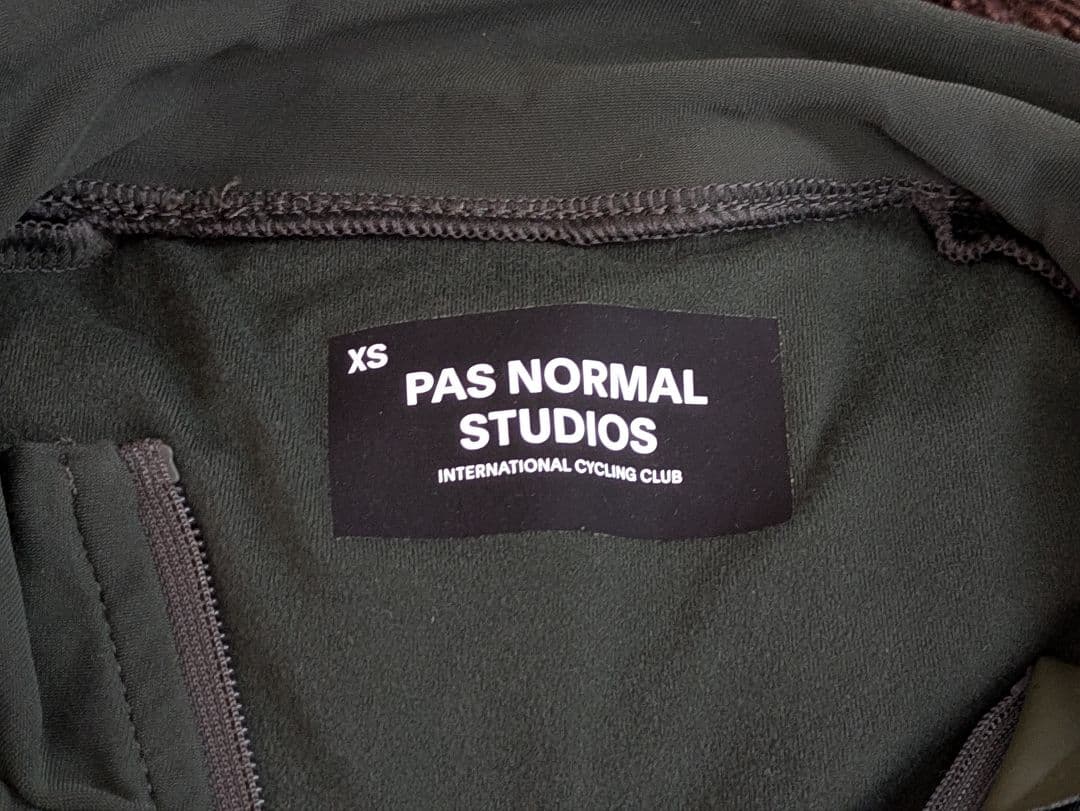 XS
PAS NORMAL
STUDIOS
INTERNATIONAL CYCLING CLUB